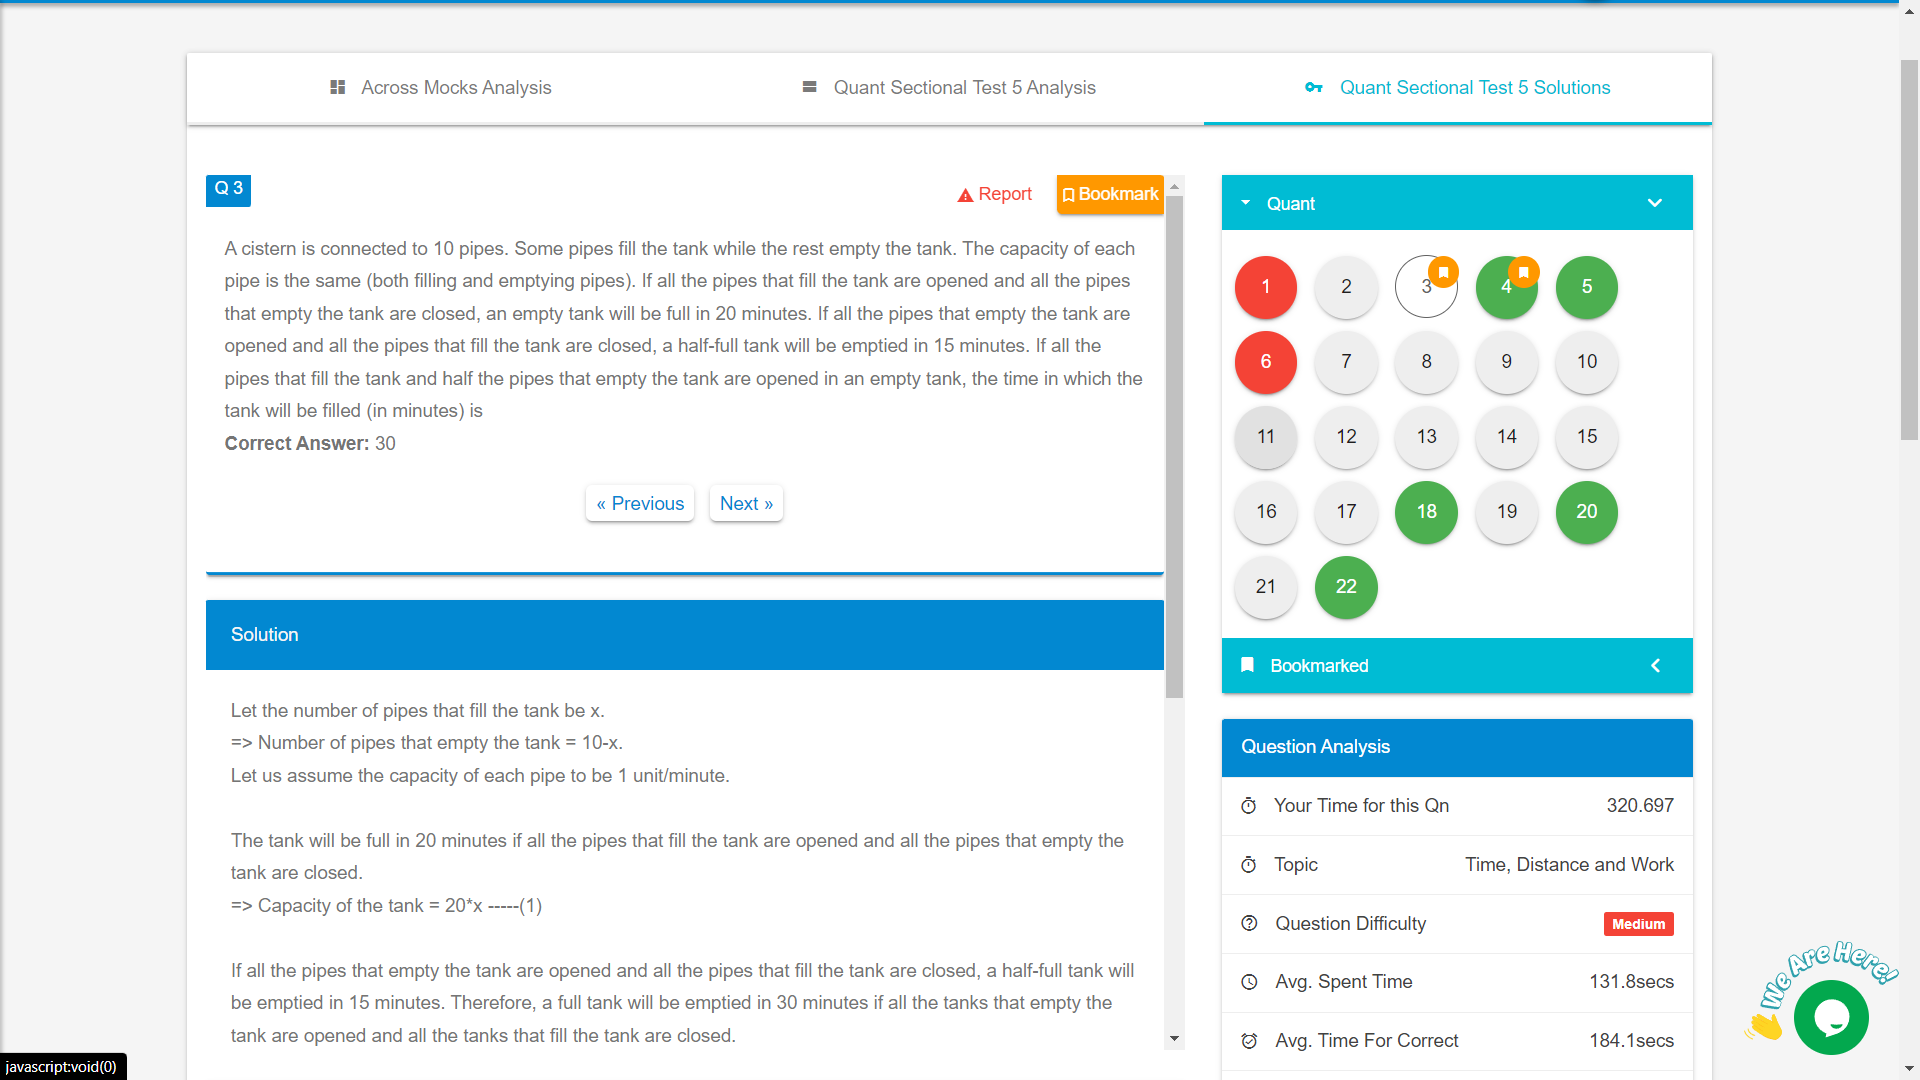 Across Mocks Analysis
Quant Sectional Test 5 Analysis
Quant Sectional Test 5 Solutions
Q 3
Report
Bookmark
A cistern is connected to 10 pipes. Some pipes fill the tank while the rest empty the tank. The capacity of each
pipe is the same (both filling and emptying pipes). If all the pipes that fill the tank are opened and all the pipes
that empty the tank are closed, an empty tank will be full in 20 minutes. If all the pipes that empty the tank are
opened and all the pipes that fill the tank are closed, a half-full tank will be emptied in 15 minutes. If all the
pipes that fill the tank and half the pipes that empty the tank are opened in an empty tank, the time in which the
tank will be filled (in minutes) is
Correct Answer: 30
« Previous
Next »
Solution
Let the number of pipes that fill the tank be x.
=> Number of pipes that empty the tank = 10-x.
Let us assume the capacity of each pipe to be 1 unit/minute.
The tank will be full in 20 minutes if all the pipes that fill the tank are opened and all the pipes that empty the
tank are closed.
=> Capacity of the tank = 20*x -----(1)
If all the pipes that empty the tank are opened and all the pipes that fill the tank are closed, a half-full tank will
be emptied in 15 minutes. Therefore, a full tank will be emptied in 30 minutes if all the tanks that empty the
tank are opened and all the tanks that fill the tank are closed.
Quant
1 2 3 4 5
6 7 8 9 10
11 12 13 14 15
16 17 18 19 20
21 22
Bookmarked
Question Analysis
Your Time for this Qn 320.697
Topic Time, Distance and Work
Question Difficulty Medium
Avg. Spent Time 131.8secs
Avg. Time For Correct 184.1secs
We Are Here!
javascript:void(0)